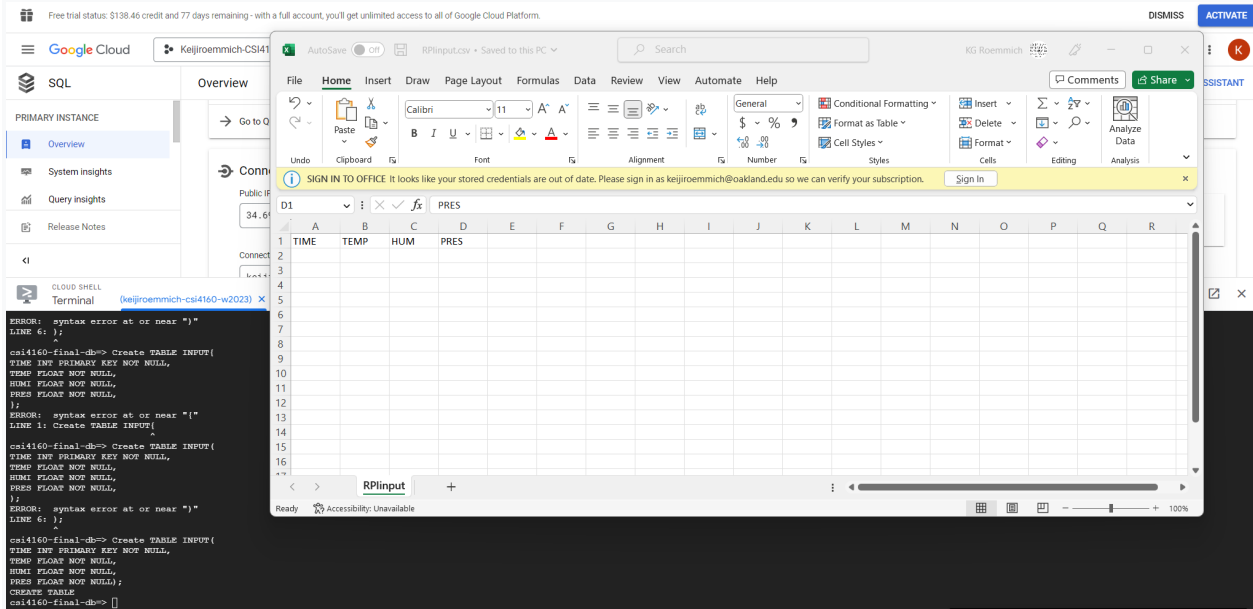 Free trial status: $138.46 credit and 77 days remaining - with a full account, you'll get unlimited access to all of Google Cloud Platform.
DISMISS
ACTIVATE
Google Cloud
Keijiroemmich-CSI41
K
SQL
Overview
SSISTANT
PRIMARY INSTANCE
Overview
System insights
Query insights
Release Notes
Go to Q
Conn
Public IP
34.69
Connect
CLOUD SHELL
Terminal
(keijiroemmich-csi4160-w2023)
AutoSave Off
RPIinput.csv • Saved to this PC
Search
KG Roemmich
File Home Insert Draw Page Layout Formulas Data Review View Automate Help
Comments
Share
Paste
Calibri
11
General
Conditional Formatting
Format as Table
Cell Styles
Insert
Delete
Format
Analyze Data
B I U
$ % 9
Undo Clipboard Font Alignment Number Styles Cells Editing Analysis
SIGN IN TO OFFICE It looks like your stored credentials are out of date. Please sign in as keijiroemmich@oakland.edu so we can verify your subscription.
Sign In
D1
fx
PRES
A B C D E F G H I J K L M N O P Q R
1 TIME TEMP HUM PRES
2
3
4
5
6
7
8
9
10
11
12
13
14
15
16
RPIinput
Ready
Accessibility: Unavailable
100%
ERROR: syntax error at or near ")"
LINE 6: );
^
csi4160-final-db=> Create TABLE INPUT{
TIME INT PRIMARY KEY NOT NULL,
TEMP FLOAT NOT NULL,
HUMI FLOAT NOT NULL,
PRES FLOAT NOT NULL,
};
ERROR: syntax error at or near "{"
LINE 1: Create TABLE INPUT{
^
csi4160-final-db=> Create TABLE INPUT(
TIME INT PRIMARY KEY NOT NULL,
TEMP FLOAT NOT NULL,
HUMI FLOAT NOT NULL,
PRES FLOAT NOT NULL,
);
ERROR: syntax error at or near ")"
LINE 6: );
^
csi4160-final-db=> Create TABLE INPUT(
TIME INT PRIMARY KEY NOT NULL,
TEMP FLOAT NOT NULL,
HUMI FLOAT NOT NULL,
PRES FLOAT NOT NULL);
CREATE TABLE
csi4160-final-db=>